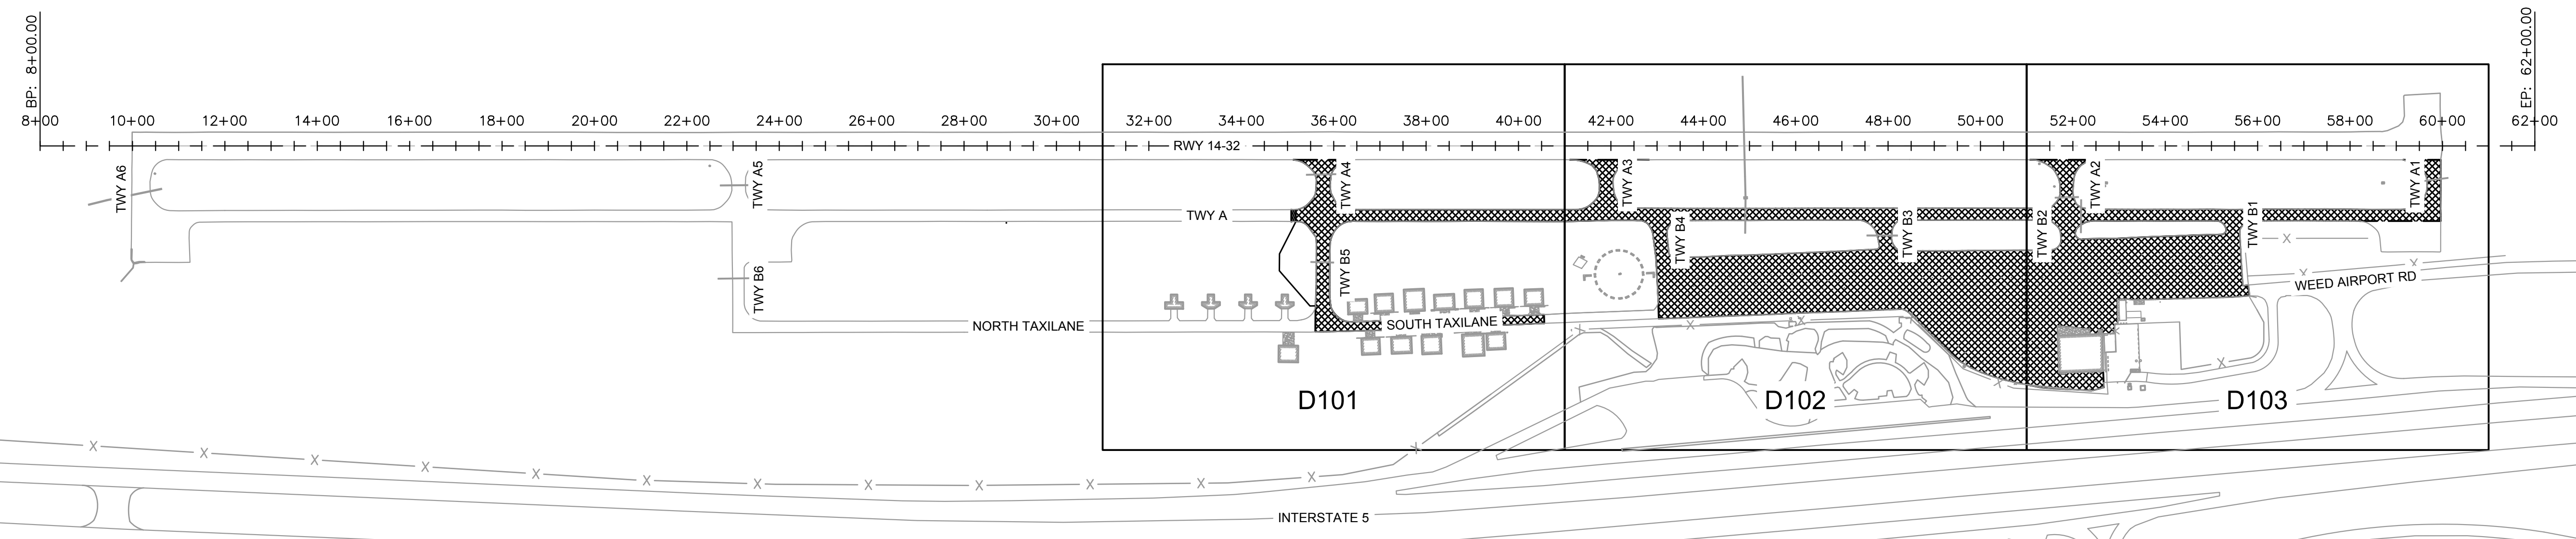 BP: 8+00.00
EP: 62+00.00
8+00 10+00 12+00 14+00 16+00 18+00 20+00 22+00 24+00 26+00 28+00 30+00 32+00 34+00 36+00 38+00 40+00 42+00 44+00 46+00 48+00 50+00 52+00 54+00 56+00 58+00 60+00 62+00
RWY 14-32
TWY A6
TWY A5
TWY A4
TWY A3
TWY A2
TWY A1
TWY A
TWY B6
TWY B5
TWY B4
TWY B3
TWY B2
TWY B1
WEED AIRPORT RD
NORTH TAXILANE
SOUTH TAXILANE
D101
D102
D103
INTERSTATE 5